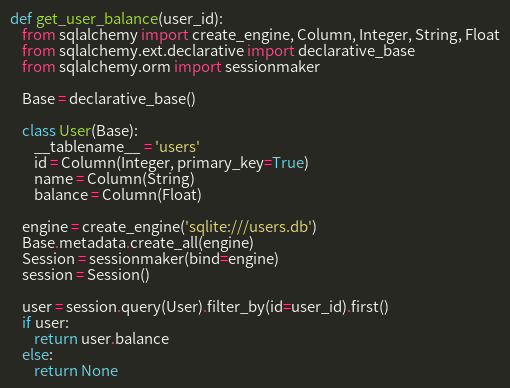 def get_user_balance(user_id):
    from sqlalchemy import create_engine, Column, Integer, String, Float
    from sqlalchemy.ext.declarative import declarative_base
    from sqlalchemy.orm import sessionmaker

    Base = declarative_base()

    class User(Base):
        __tablename__ = 'users'
        id = Column(Integer, primary_key=True)
        name = Column(String)
        balance = Column(Float)

    engine = create_engine('sqlite:///users.db')
    Base.metadata.create_all(engine)
    Session = sessionmaker(bind=engine)
    session = Session()

    user = session.query(User).filter_by(id=user_id).first()
    if user:
        return user.balance
    else:
        return None